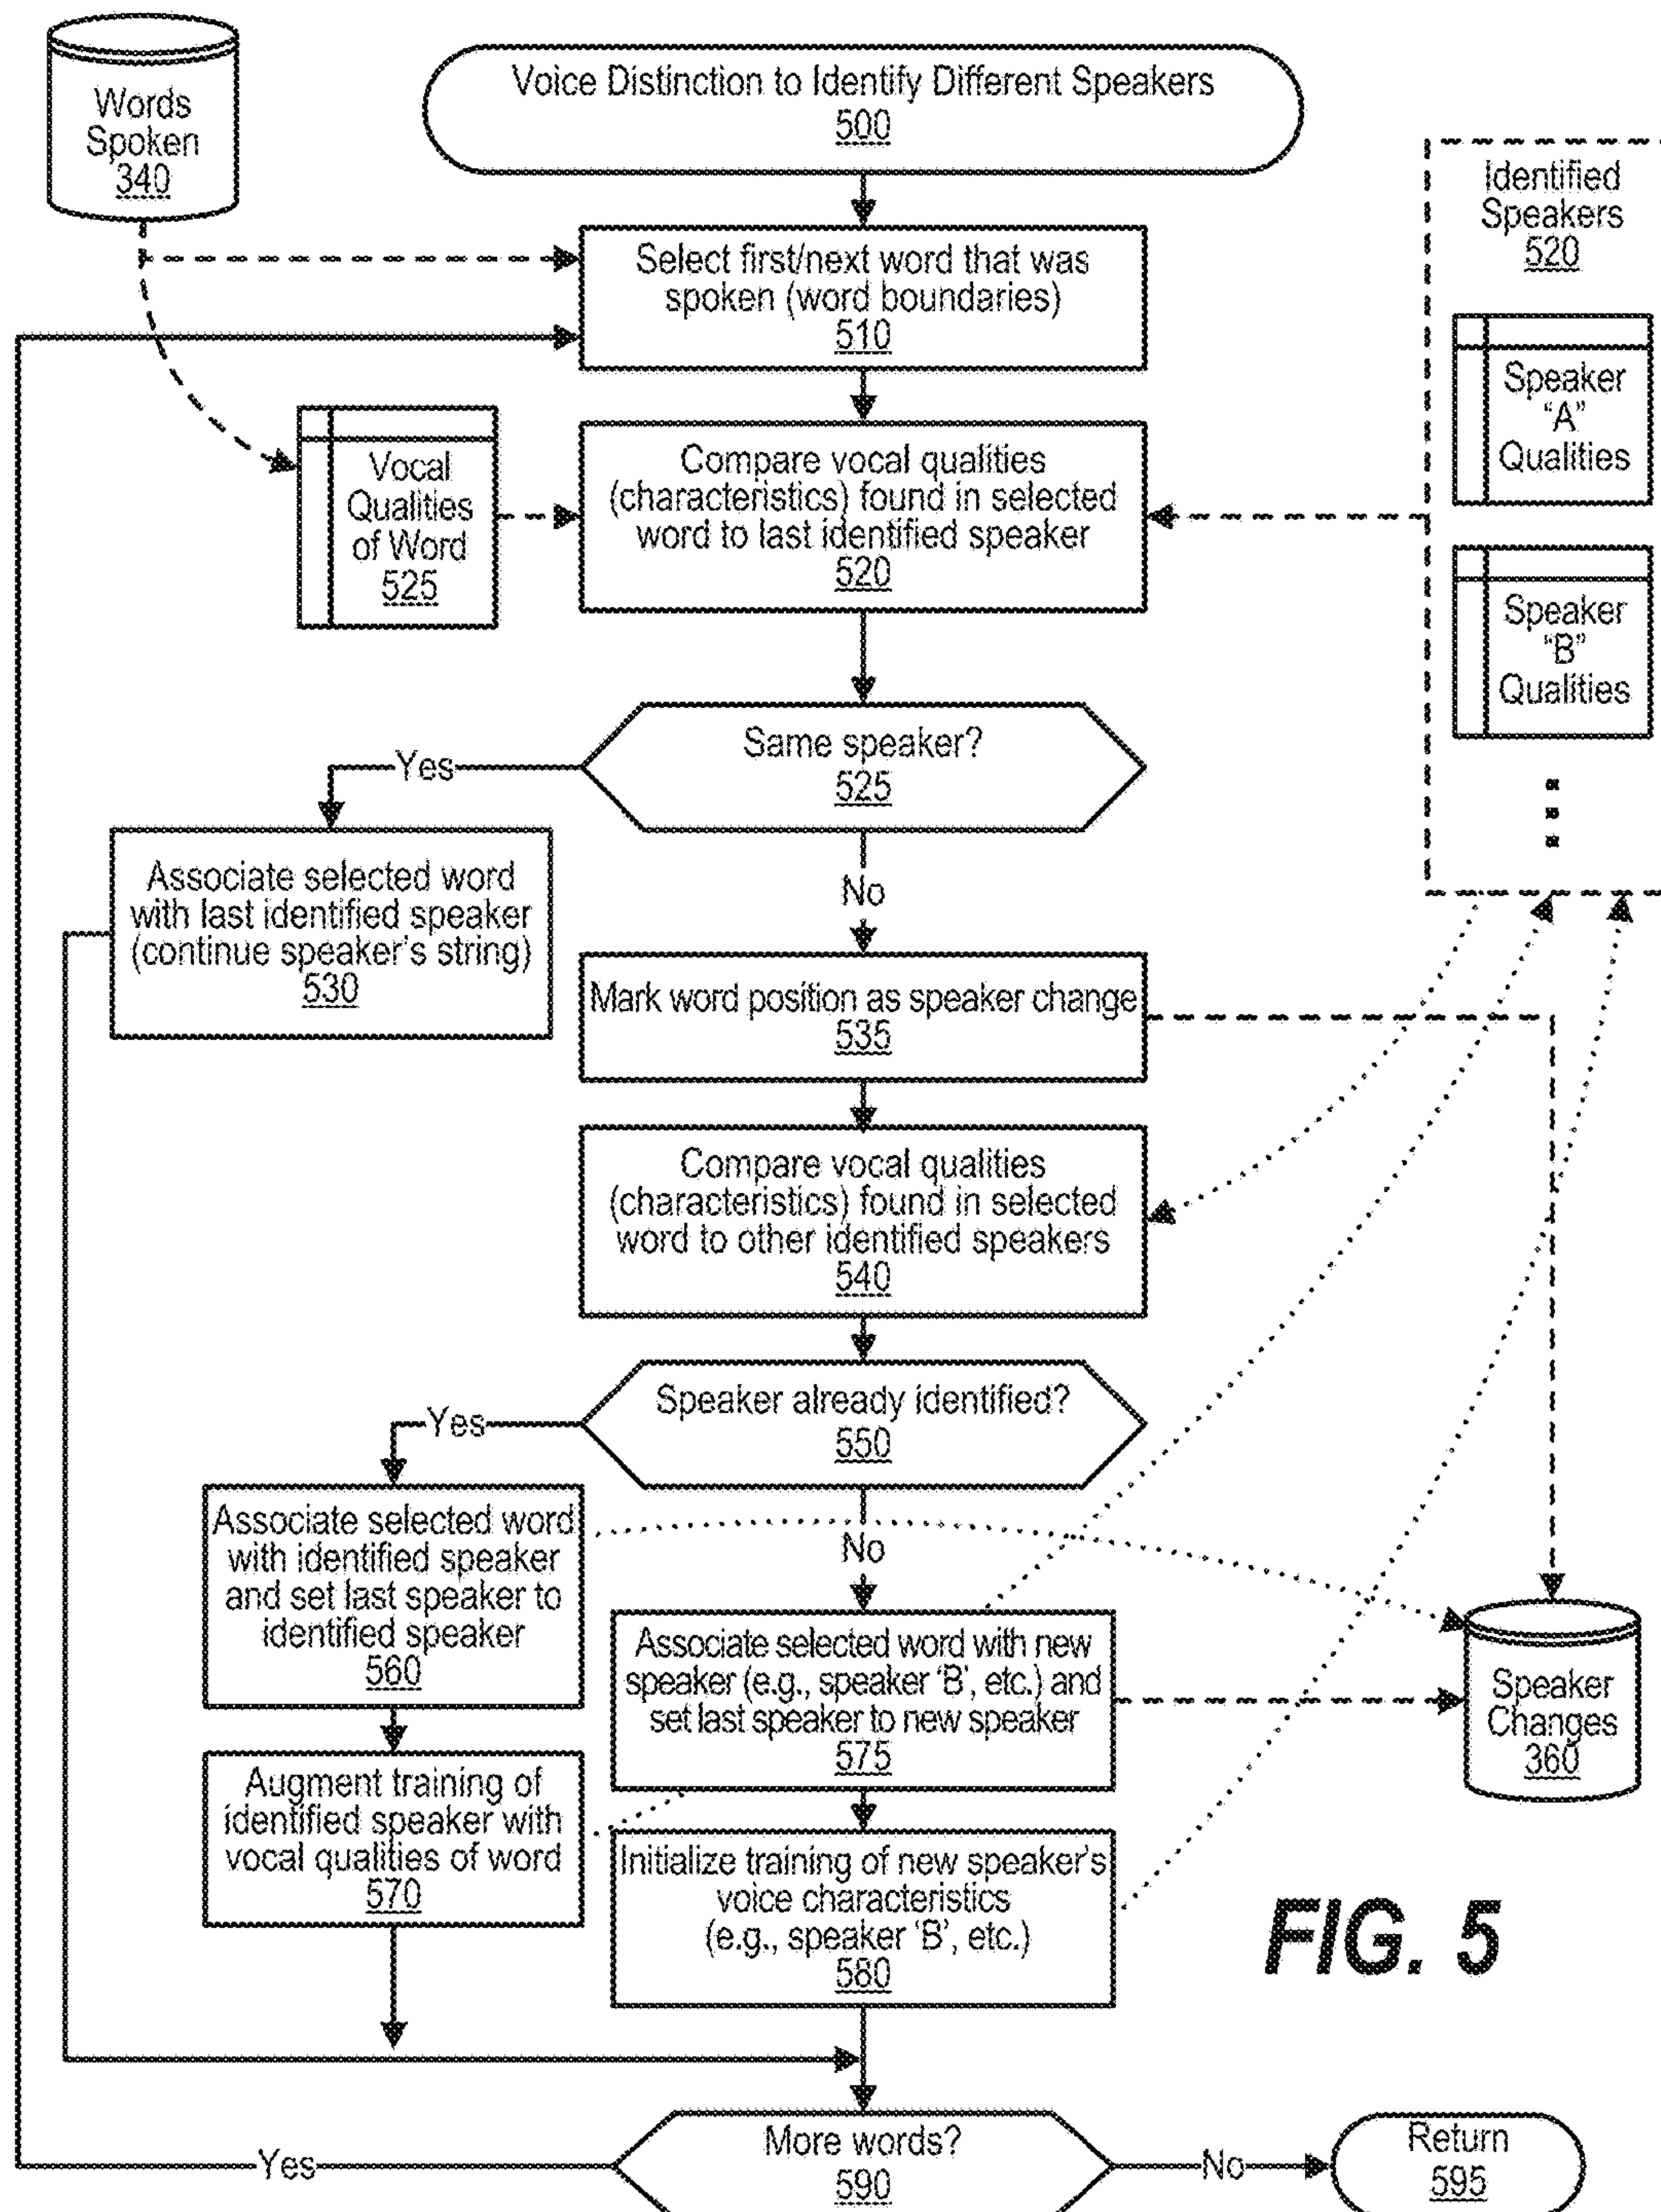 Words
Spoken
340
Voice Distinction to Identify Different Speakers
500
Identified
Speakers
520
Select first/next word that was
spoken (word boundaries)
510
Speaker
"A"
Qualities
Vocal
Qualities
of Word
525
Compare vocal qualities
(characteristics) found in selected
word to last identified speaker
520
Speaker
"B"
Qualities
Same speaker?
525
Yes
No
Associate selected word
with last identified speaker
(continue speaker's string)
530
Mark word position as speaker change
535
Compare vocal qualities
(characteristics) found in selected
word to other identified speakers
540
Speaker already identified?
550
Yes
No
Associate selected word
with identified speaker
and set last speaker to
identified speaker
560
Associate selected word with new
speaker (e.g., speaker 'B', etc.) and
set last speaker to new speaker
575
Speaker
Changes
360
Augment training of
identified speaker with
vocal qualities of word
570
Initialize training of new speaker's
voice characteristics
(e.g., speaker 'B', etc.)
580
FIG. 5
More words?
590
Yes
No
Return
595